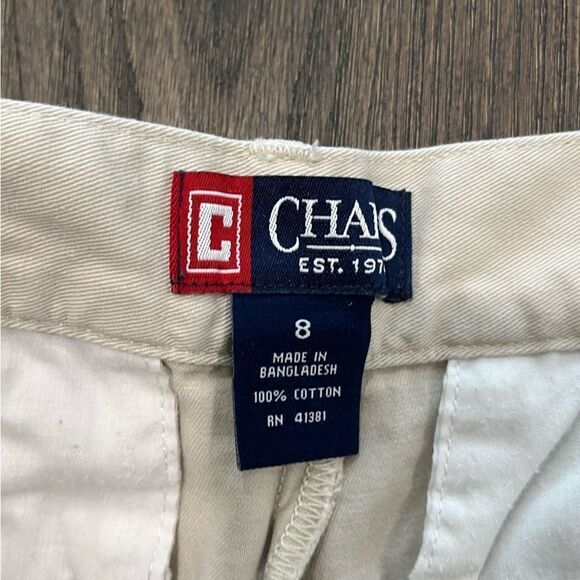 C CHAPS
EST. 197
8
MADE IN
BANGLADESH
100% COTTON
RN 41381